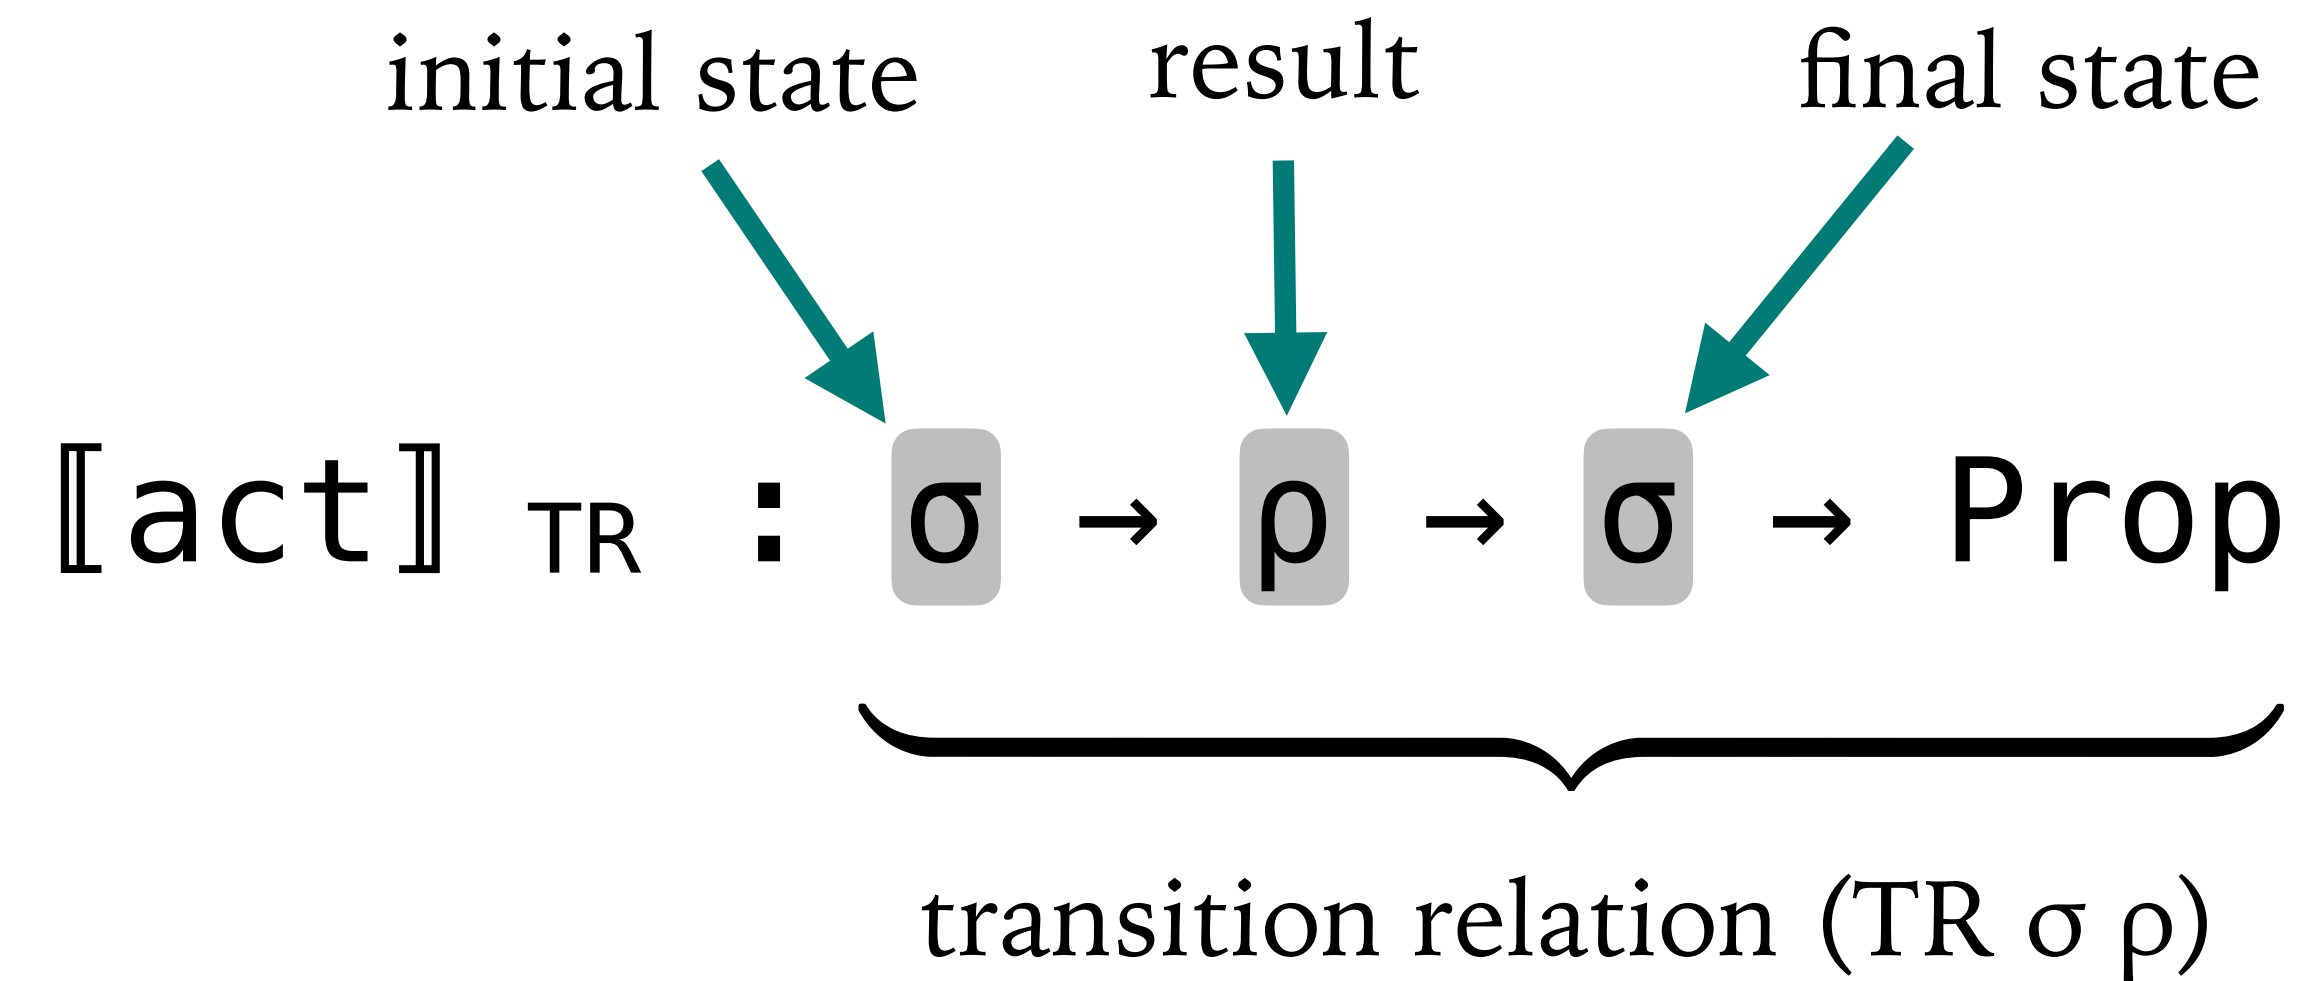 initial state result final state
⟦act⟧ TR : σ → ρ → σ → Prop
transition relation (TR σ ρ)